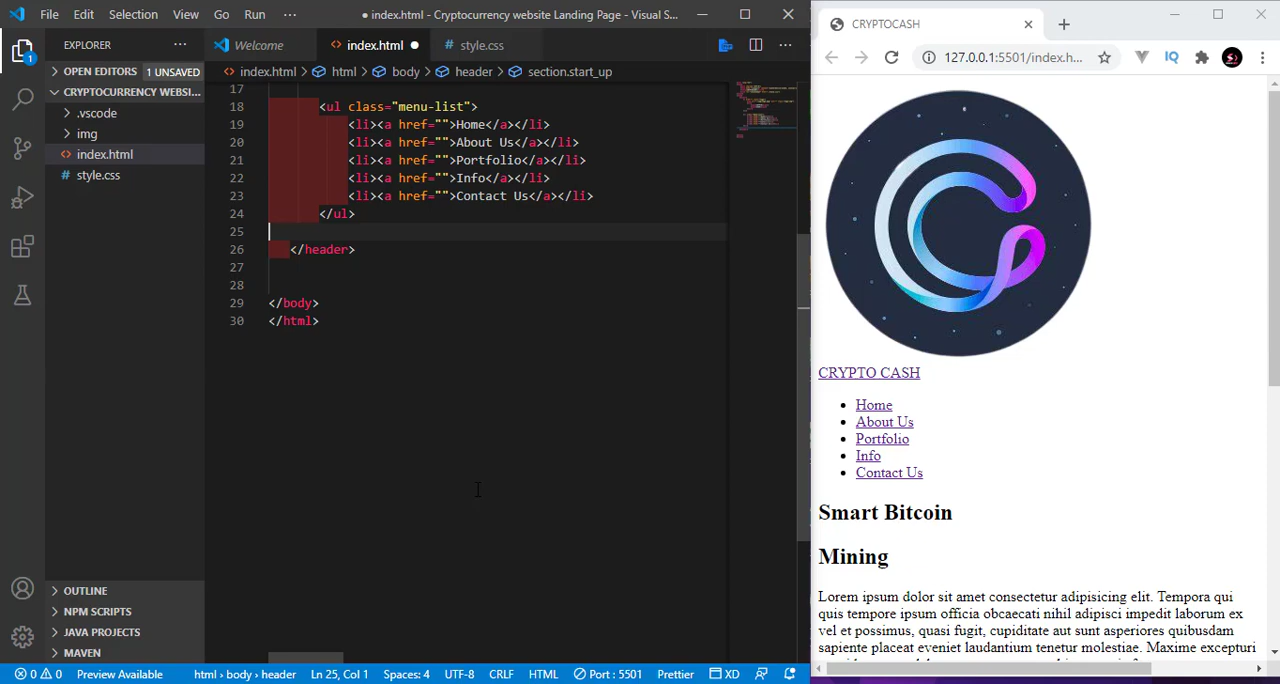 File Edit Selection View Go Run ··· ● index.html - Cryptocurrency website Landing Page - Visual S...
EXPLORER ···
OPEN EDITORS 1 UNSAVED
CRYPTOCURRENCY WEBSI...
.vscode
img
<> index.html
# style.css
OUTLINE
NPM SCRIPTS
JAVA PROJECTS
MAVEN
1
Welcome <> index.html ● # style.css ···
<> index.html > html > body > header > section.start_up
17
18 <ul class="menu-list">
19 <li><a href="">Home</a></li>
20 <li><a href="">About Us</a></li>
21 <li><a href="">Portfolio</a></li>
22 <li><a href="">Info</a></li>
23 <li><a href="">Contact Us</a></li>
24 </ul>
25
26 </header>
27
28
29 </body>
30 </html>
0 0 Preview Available html › body › header Ln 25, Col 1 Spaces: 4 UTF-8 CRLF HTML Port : 5501 Prettier XD
CRYPTOCASH
127.0.0.1:5501/index.h... IQ
CRYPTO CASH
• Home
• About Us
• Portfolio
• Info
• Contact Us
Smart Bitcoin
Mining
Lorem ipsum dolor sit amet consectetur adipisicing elit. Tempora qui
quis tempore ipsum officia obcaecati nihil adipisci impedit laborum ex
vel et possimus, quasi fugit, cupiditate aut sunt asperiores quibusdam
sapiente placeat eveniet laudantium tenetur molestiae. Maxime excepturi